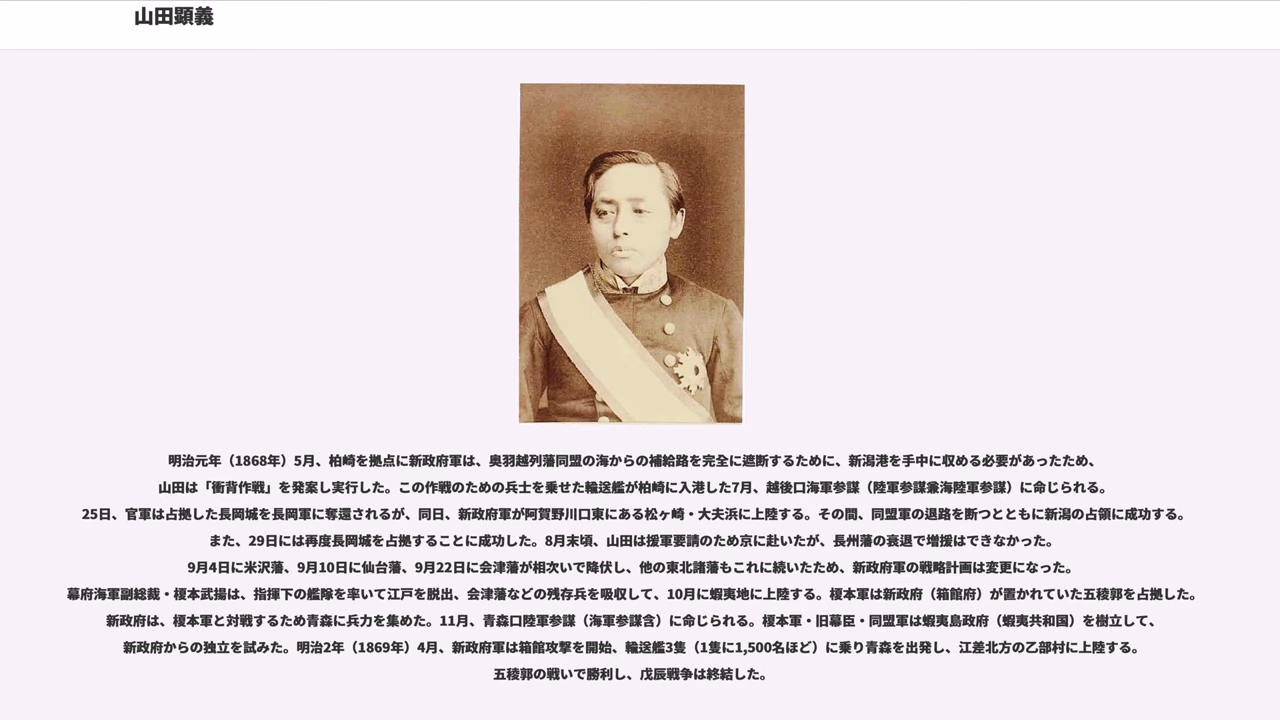 山田顕義
明治元年（1868年）5月、柏崎を拠点に新政府軍は、奥羽越列藩同盟の海からの補給路を完全に遮断するために、新潟港を手中に収める必要があったため、
山田は「衝背作戦」を発案し実行した。この作戦のための兵士を乗せた輸送艦が柏崎に入港した7月、越後口海軍参謀（陸軍参謀兼海陸軍参謀）に命じられる。
25日、官軍は占拠した長岡城を長岡軍に奪還されるが、同日、新政府軍が阿賀野川口東にある松ヶ崎・大夫浜に上陸する。その間、同盟軍の退路を断つとともに新潟の占領に成功する。
また、29日には再度長岡城を占拠することに成功した。8月末頃、山田は援軍要請のため京に赴いたが、長州藩の衰退で増援はできなかった。
9月4日に米沢藩、9月10日に仙台藩、9月22日に会津藩が相次いで降伏し、他の東北諸藩もこれに続いたため、新政府軍の戦略計画は変更になった。
幕府海軍副総裁・榎本武揚は、指揮下の艦隊を率いて江戸を脱出、会津藩などの残存兵を吸収して、10月に蝦夷地に上陸する。榎本軍は新政府（箱館府）が置かれていた五稜郭を占拠した。
新政府は、榎本軍と対戦するため青森に兵力を集めた。11月、青森口陸軍参謀（海軍参謀含）に命じられる。榎本軍・旧幕臣・同盟軍は蝦夷島政府（蝦夷共和国）を樹立して、
新政府からの独立を試みた。明治2年（1869年）4月、新政府軍は箱館攻撃を開始、輸送艦3隻（1隻に1,500名ほど）に乗り青森を出発し、江差北方の乙部村に上陸する。
五稜郭の戦いで勝利し、戊辰戦争は終結した。